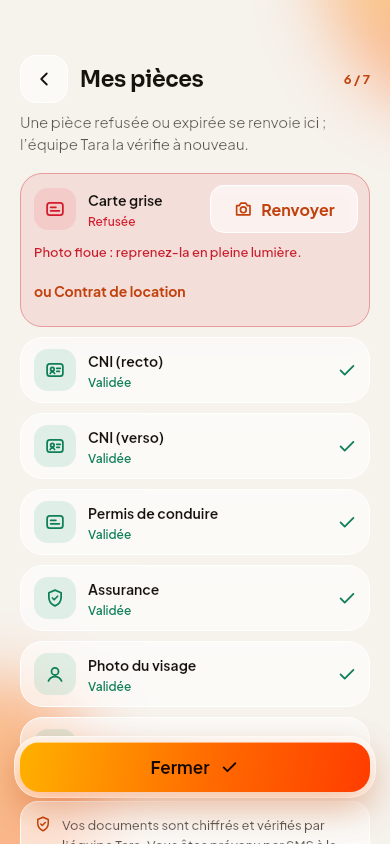 Mes pièces
6 / 7
Une pièce refusée ou expirée se renvoie ici ;
l'équipe Tara la vérifie à nouveau.
Carte grise
Refusée
Renvoyer
Photo floue : reprenez-la en pleine lumière.
ou Contrat de location
CNI (recto)
Validée
CNI (verso)
Validée
Permis de conduire
Validée
Assurance
Validée
Photo du visage
Validée
Fermer
Vos documents sont chiffrés et vérifiés par
l'équipe Tara. Vous êtes prévenu par SMS à la